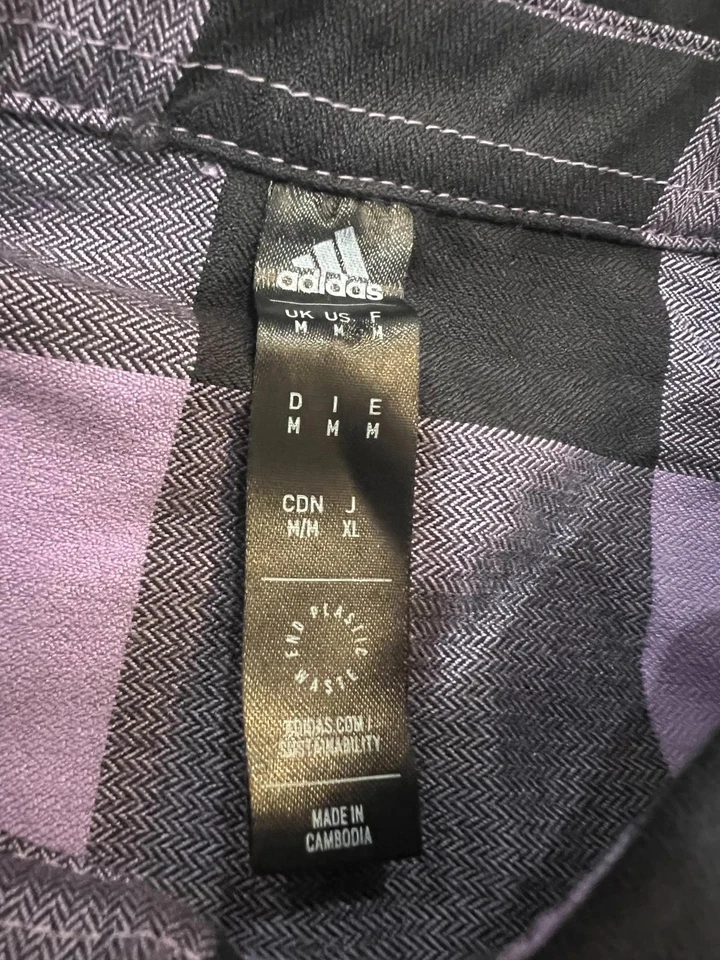 adidas
UK US F
M M M
D I E
M M M
CDN J
M/M XL
END PLASTIC WASTE
ADIDAS.COM/
SUSTAINABILITY
MADE IN
CAMBODIA